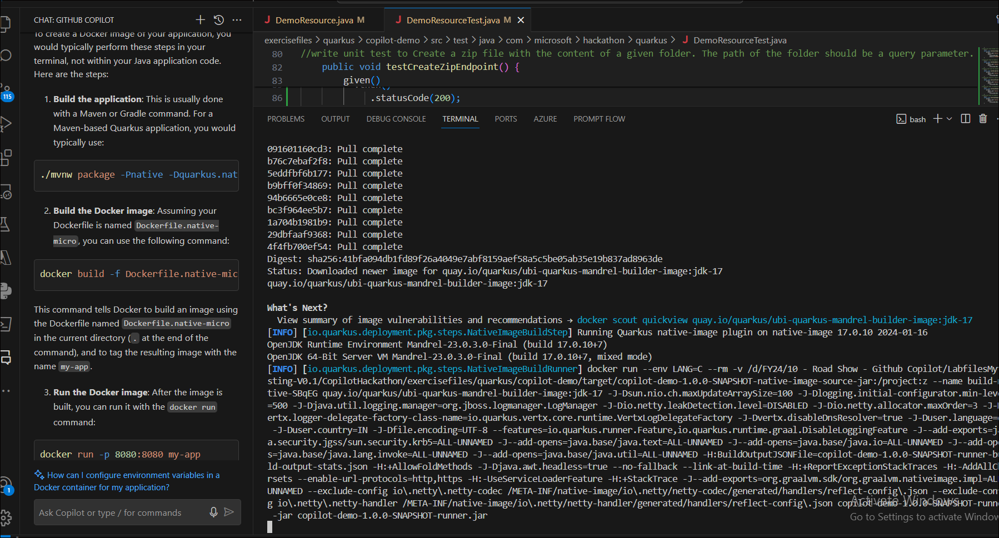 CHAT: GITHUB COPILOT
To create a Docker image of your application, you
would typically perform these steps in your
terminal, not within your Java application code.
Here are the steps:
1. Build the application: This is usually done
with a Maven or Gradle command. For a
Maven-based Quarkus application, you would
typically use:
./mvnw package -Pnative -Dquarkus.nat
2. Build the Docker image: Assuming your
Dockerfile is named Dockerfile.native-
micro, you can use the following command:
docker build -f Dockerfile.native-mic
This command tells Docker to build an image using
the Dockerfile named Dockerfile.native-micro
in the current directory (. at the end of the
command), and to tag the resulting image with the
name my-app.
3. Run the Docker image: After the image is
built, you can run it with the docker run
command:
docker run -p 8080:8080 my-app
How can I configure environment variables in a
Docker container for my application?
Ask Copilot or type / for commands
115
1
DemoResource.java M
DemoResourceTest.java M
exercisefiles > quarkus > copilot-demo > src > test > java > com > microsoft > hackathon > quarkus > DemoResourceTest.java
80 //write unit test to Create a zip file with the content of a given folder. The path of the folder should be a query parameter.
82 public void testCreateZipEndpoint() {
83 given()
86 .statusCode(200);
PROBLEMS OUTPUT DEBUG CONSOLE TERMINAL PORTS AZURE PROMPT FLOW
bash
091601160cd3: Pull complete
b76c7ebaf2f8: Pull complete
5eddfbf6b177: Pull complete
b9bff0f34869: Pull complete
94b6665e0ce8: Pull complete
bc3f964ee5b7: Pull complete
1a704b1981b9: Pull complete
29dbfaaf9368: Pull complete
4f4fb700ef54: Pull complete
Digest: sha256:41bfa094db1fd89f26a4049e7abf8159aef58a5c5be05ab35e19b837ad8963de
Status: Downloaded newer image for quay.io/quarkus/ubi-quarkus-mandrel-builder-image:jdk-17
quay.io/quarkus/ubi-quarkus-mandrel-builder-image:jdk-17
What's Next?
View summary of image vulnerabilities and recommendations → docker scout quickview quay.io/quarkus/ubi-quarkus-mandrel-builder-image:jdk-17
[INFO] [io.quarkus.deployment.pkg.steps.NativeImageBuildStep] Running Quarkus native-image plugin on native-image 17.0.10 2024-01-16
OpenJDK Runtime Environment Mandrel-23.0.3.0-Final (build 17.0.10+7)
OpenJDK 64-Bit Server VM Mandrel-23.0.3.0-Final (build 17.0.10+7, mixed mode)
[INFO] [io.quarkus.deployment.pkg.steps.NativeImageBuildRunner] docker run --env LANG=C --rm -v /d/FY24/10 - Road Show - Github Copilot/LabfilesMy
sting-V0.1/CopilotHackathon/exercisefiles/quarkus/copilot-demo/target/copilot-demo-1.0.0-SNAPSHOT-native-image-source-jar:/project:z --name build-
tive-SBqEG quay.io/quarkus/ubi-quarkus-mandrel-builder-image:jdk-17 -J-Dsun.nio.ch.maxUpdateArraySize=100 -J-Dlogging.initial-configurator.min-lev
=500 -J-Djava.util.logging.manager=org.jboss.logmanager.LogManager -J-Dio.netty.leakDetection.level=DISABLED -J-Dio.netty.allocator.maxOrder=3 -J-
ertx.logger-delegate-factory-class-name=io.quarkus.vertx.core.runtime.VertxLogDelegateFactory -J-Dvertx.disableDnsResolver=true -J-Duser.language=
-J-Duser.country=IN -J-Dfile.encoding=UTF-8 --features=io.quarkus.runner.Feature,io.quarkus.runtime.graal.DisableLoggingFeature -J--add-exports=j
a.security.jgss/sun.security.krb5=ALL-UNNAMED -J--add-opens=java.base/java.text=ALL-UNNAMED -J--add-opens=java.base/java.io=ALL-UNNAMED -J--add-op
s=java.base/java.lang.invoke=ALL-UNNAMED -J--add-opens=java.base/java.util=ALL-UNNAMED -H:BuildOutputJSONFile=copilot-demo-1.0.0-SNAPSHOT-runner-b
ld-output-stats.json -H:+AllowFoldMethods -J-Djava.awt.headless=true --no-fallback --link-at-build-time -H:+ReportExceptionStackTraces -H:-AddAllC
rsets --enable-url-protocols=http,https -H:-UseServiceLoaderFeature -H:+StackTrace -J--add-exports=org.graalvm.sdk/org.graalvm.nativeimage.impl=AL
UNNAMED --exclude-config io\.netty\.netty-codec /META-INF/native-image/io\.netty/netty-codec/generated/handlers/reflect-config\.json --exclude-con
g io\.netty\.netty-handler /META-INF/native-image/io\.netty/netty-handler/generated/handlers/reflect-config\.json copilot-demo-1.0.0-SNAPSHOT-runn
-jar copilot-demo-1.0.0-SNAPSHOT-runner.jar
Activate Windows
Go to Settings to activate Window